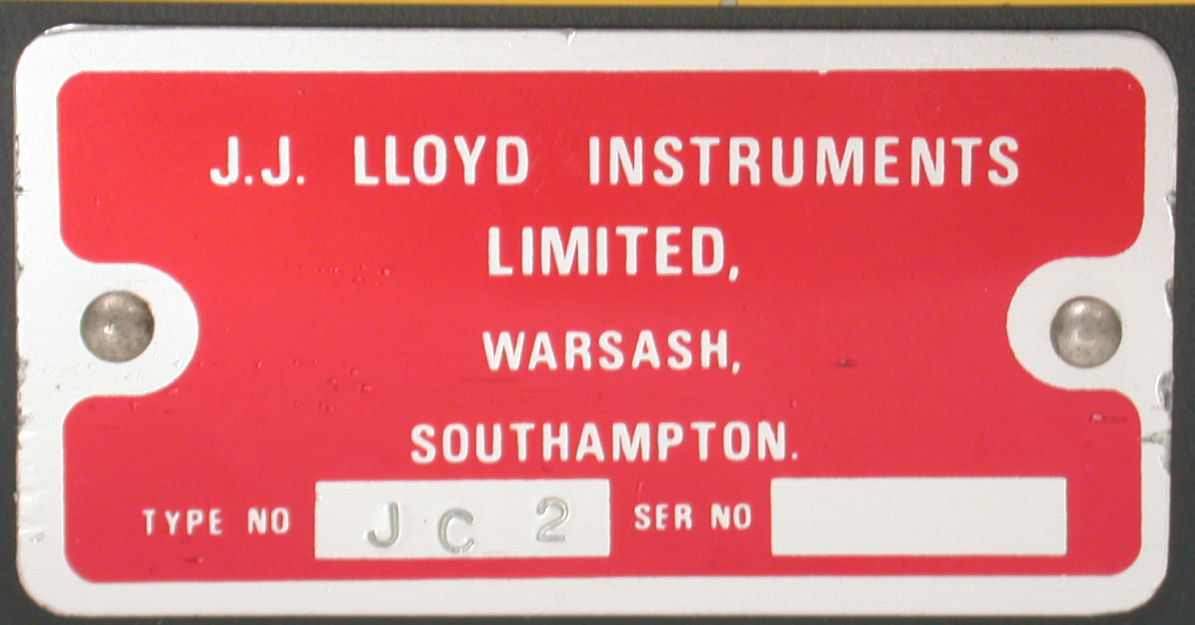 J.J. LLOYD INSTRUMENTS
LIMITED,
WARSASH,
SOUTHAMPTON.
TYPE NO JC 2 SER NO